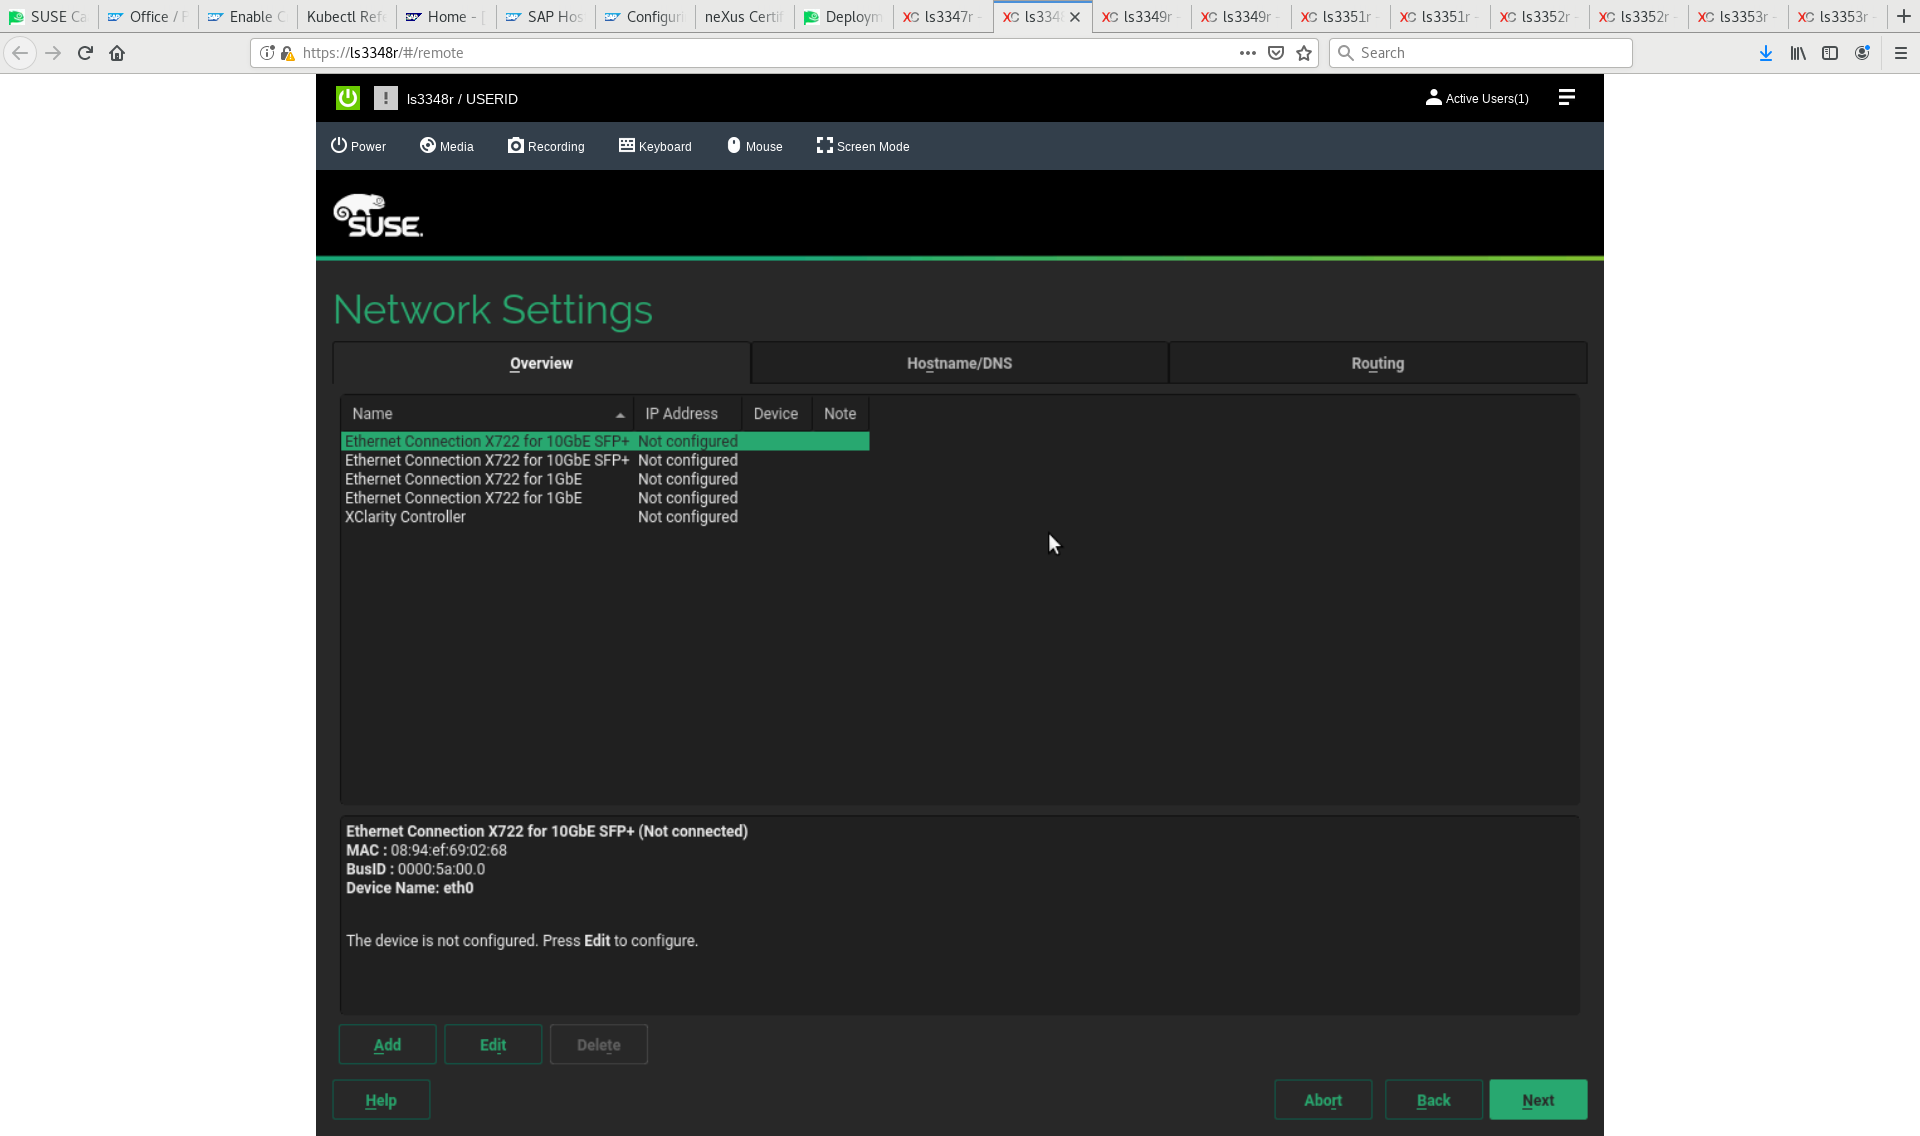 SUSE Ca
Office / P
Enable C
Kubectl Refe
Home - [
SAP Hos
Configuri
neXus Certif
Deploym
ls3347r -
ls334
ls3349r -
ls3349r -
ls3351r -
ls3351r -
ls3352r -
ls3352r -
ls3353r -
ls3353r -
https://ls3348r/#/remote
Search
ls3348r / USERID
Active Users(1)
Power
Media
Recording
Keyboard
Mouse
Screen Mode
SUSE.
Network Settings
Overview
Hostname/DNS
Routing
Name IP Address Device Note
Ethernet Connection X722 for 10GbE SFP+ Not configured
Ethernet Connection X722 for 10GbE SFP+ Not configured
Ethernet Connection X722 for 1GbE Not configured
Ethernet Connection X722 for 1GbE Not configured
XClarity Controller Not configured
Ethernet Connection X722 for 10GbE SFP+ (Not connected)
MAC : 08:94:ef:69:02:68
BusID : 0000:5a:00.0
Device Name: eth0
The device is not configured. Press Edit to configure.
Add
Edit
Delete
Help
Abort
Back
Next